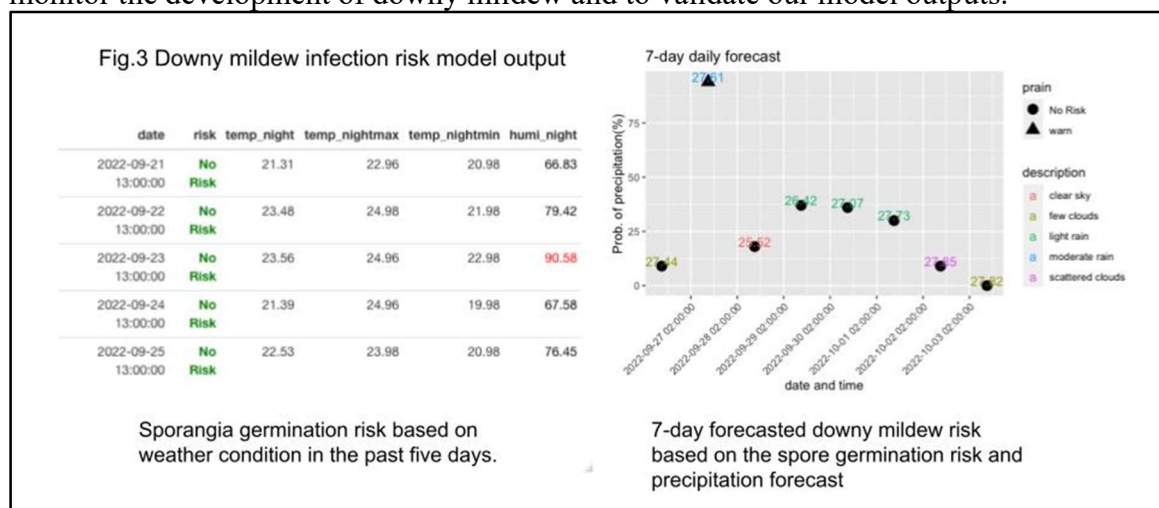 monitor the development of downy mildew and to validate our model outputs.
Fig.3 Downy mildew infection risk model output
date risk temp_night temp_nightmax temp_nightmin humi_night
2022-09-21 No 21.31 22.96 20.98 66.83
13:00:00 Risk
2022-09-22 No 23.48 24.98 21.98 79.42
13:00:00 Risk
2022-09-23 No 23.56 24.96 22.98 90.58
13:00:00 Risk
2022-09-24 No 21.39 24.96 19.98 67.58
13:00:00 Risk
2022-09-25 No 22.53 23.98 20.98 76.45
13:00:00 Risk
Sporangia germination risk based on
weather condition in the past five days.
7-day daily forecast
Prob. of precipitation(%)
75
50
25
0
27.44
27.61
25.52
26.42
27.07
27.73
27.85
27.82
2022-09-27 02:00:00
2022-09-28 02:00:00
2022-09-29 02:00:00
2022-09-30 02:00:00
2022-10-01 02:00:00
2022-10-02 02:00:00
2022-10-03 02:00:00
date and time
prain
No Risk
warn
description
a clear sky
a few clouds
a light rain
a moderate rain
a scattered clouds
7-day forecasted downy mildew risk
based on the spore germination risk and
precipitation forecast